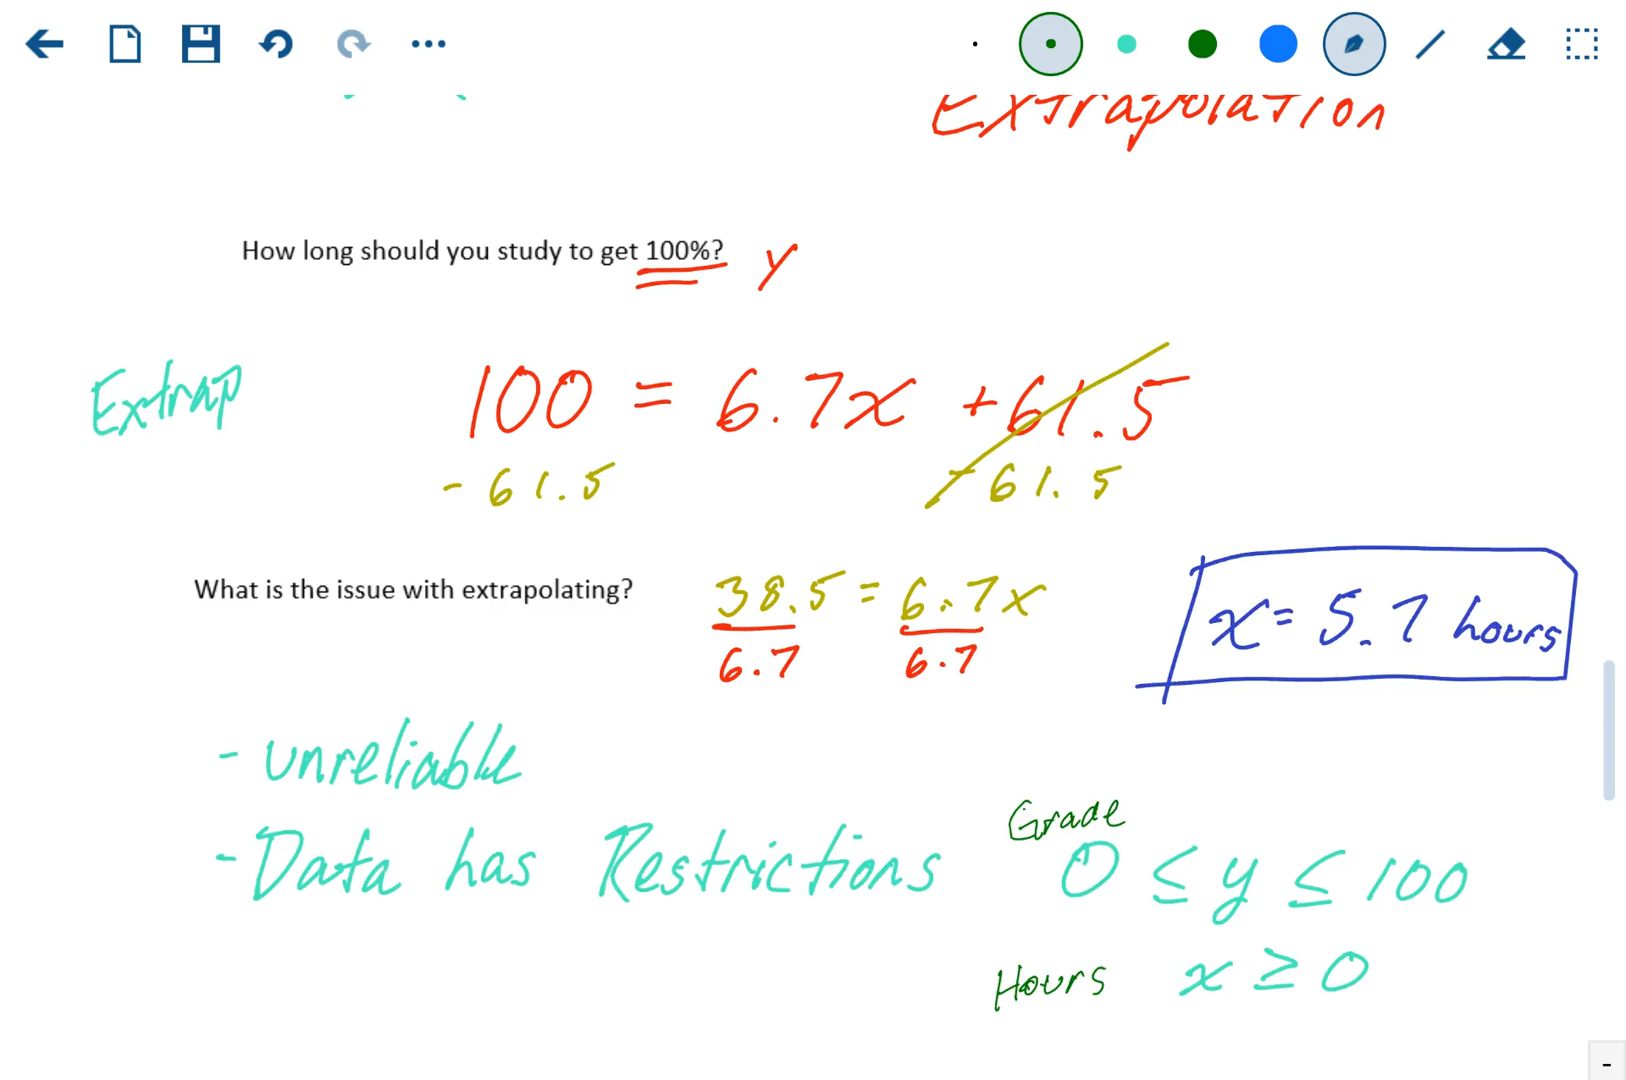 Extrapolation
How long should you study to get 100%? y
Extrap
100 = 6.7x + 61.5
- 61.5 - 61.5
What is the issue with extrapolating?
38.5 = 6.7x
6.7 6.7
x = 5.7 hours
- unreliable
- Data has Restrictions
Grade
0 ≤ y ≤ 100
Hours x ≥ 0